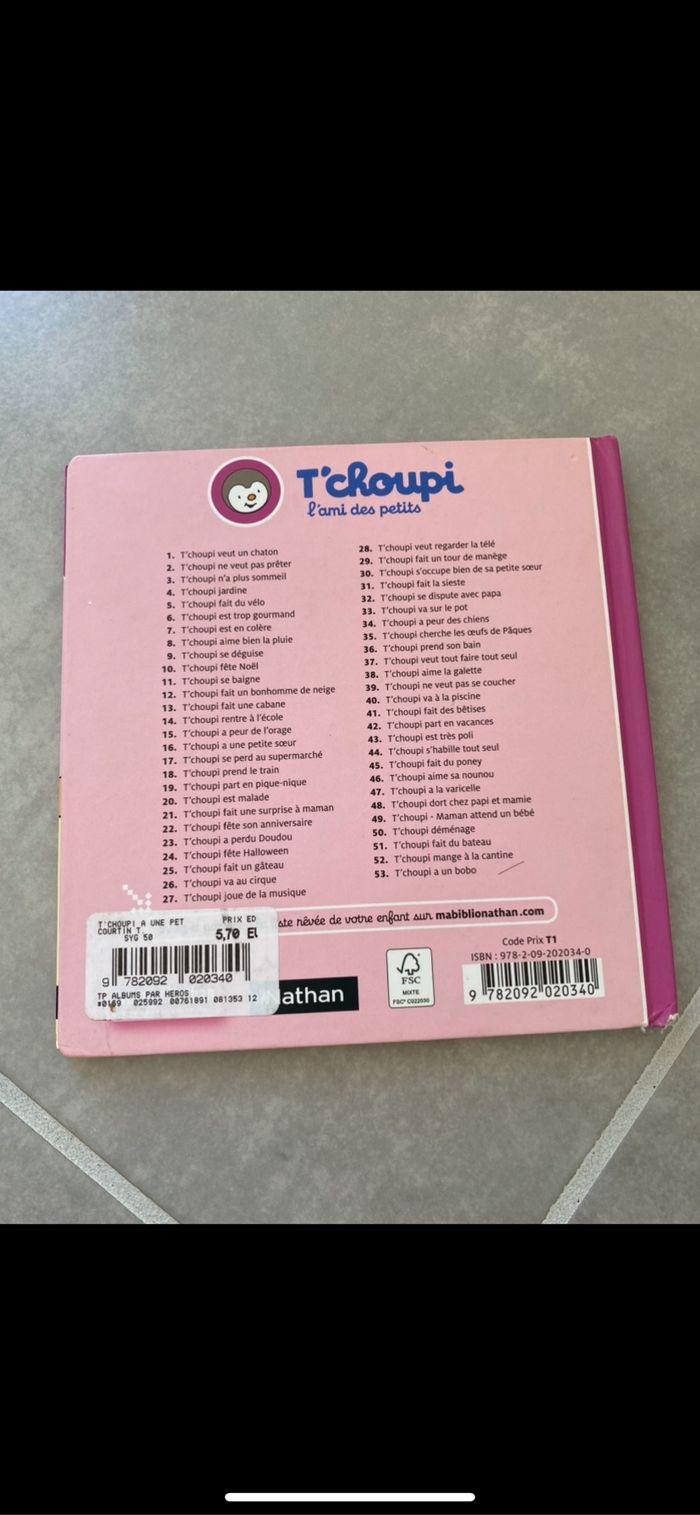 T'choupi
l'ami des petits
1. T'choupi veut un chaton
2. T'choupi ne veut pas prêter
3. T'choupi n'a plus sommeil
4. T'choupi jardine
5. T'choupi fait du vélo
6. T'choupi est trop gourmand
7. T'choupi est en colère
8. T'choupi aime bien la pluie
9. T'choupi se déguise
10. T'choupi fête Noël
11. T'choupi se baigne
12. T'choupi fait un bonhomme de neige
13. T'choupi fait une cabane
14. T'choupi rentre à l'école
15. T'choupi a peur de l'orage
16. T'choupi a une petite sœur
17. T'choupi se perd au supermarché
18. T'choupi prend le train
19. T'choupi part en pique-nique
20. T'choupi est malade
21. T'choupi fait une surprise à maman
22. T'choupi fête son anniversaire
23. T'choupi a perdu Doudou
24. T'choupi fête Halloween
25. T'choupi fait un gâteau
26. T'choupi va au cirque
27. T'choupi joue de la musique
28. T'choupi veut regarder la télé
29. T'choupi fait un tour de manège
30. T'choupi s'occupe bien de sa petite sœur
31. T'choupi fait la sieste
32. T'choupi se dispute avec papa
33. T'choupi va sur le pot
34. T'choupi a peur des chiens
35. T'choupi cherche les œufs de Pâques
36. T'choupi prend son bain
37. T'choupi veut tout faire tout seul
38. T'choupi aime la galette
39. T'choupi ne veut pas se coucher
40. T'choupi va à la piscine
41. T'choupi fait des bêtises
42. T'choupi part en vacances
43. T'choupi est très poli
44. T'choupi s'habille tout seul
45. T'choupi fait du poney
46. T'choupi aime sa nounou
47. T'choupi a la varicelle
48. T'choupi dort chez papi et mamie
49. T'choupi - Maman attend un bébé
50. T'choupi déménage
51. T'choupi fait du bateau
52. T'choupi mange à la cantine
53. T'choupi a un bobo
rêvée de votre enfant sur mabiblionathan.com
T'CHOUPI A UNE PET PRIX ED
COURTIN T.
SYG 50 5,70 EU
9 782092 020340
TP ALBUMS PAR HEROS
025992 00761891 081353 12
Nathan
FSC
MIXTE
FSC® C022030
Code Prix T1
ISBN : 978-2-09-202034-0
9 782092 020340